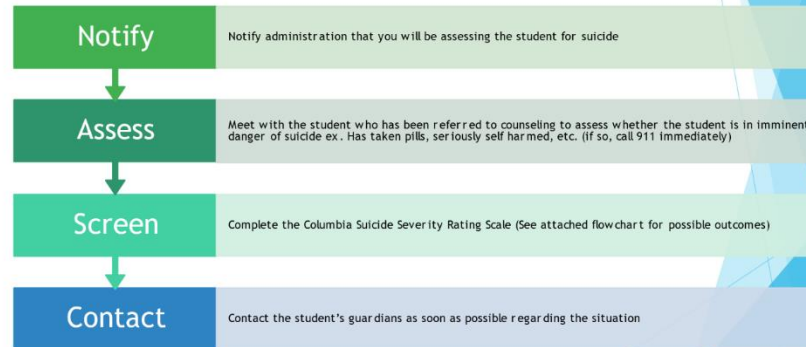 Notify
Notify administration that you will be assessing the student for suicide
Assess
Meet with the student who has been referred to counseling to assess whether the student is in imminent
danger of suicide ex. Has taken pills, seriously self harmed, etc. (if so, call 911 immediately)
Screen
Complete the Columbia Suicide Severity Rating Scale (See attached flowchart for possible outcomes)
Contact
Contact the student's guardians as soon as possible regarding the situation